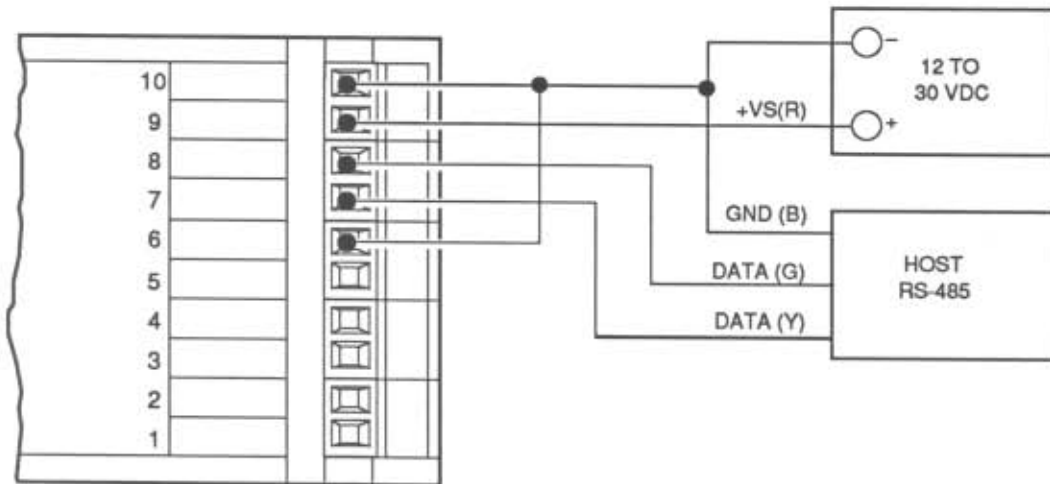 10
9
8
7
6
5
4
3
2
1
+VS(R)
GND (B)
DATA (G)
DATA (Y)
−
+
12 TO
30 VDC
HOST
RS-485